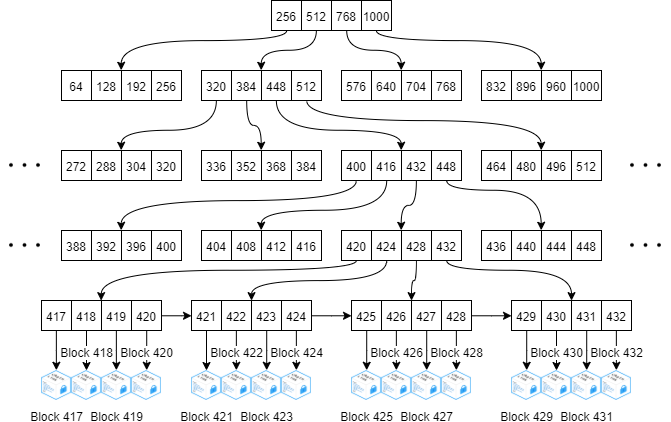 256 512 768 1000
64 128 192 256 320 384 448 512 576 640 704 768 832 896 960 1000
• • • 272 288 304 320 336 352 368 384 400 416 432 448 464 480 496 512 • • •
• • • 388 392 396 400 404 408 412 416 420 424 428 432 436 440 444 448 • • •
417 418 419 420 421 422 423 424 425 426 427 428 429 430 431 432
Block 418 Block 420 Block 422 Block 424 Block 426 Block 428 Block 430 Block 432
Block 417 Block 419 Block 421 Block 423 Block 425 Block 427 Block 429 Block 431